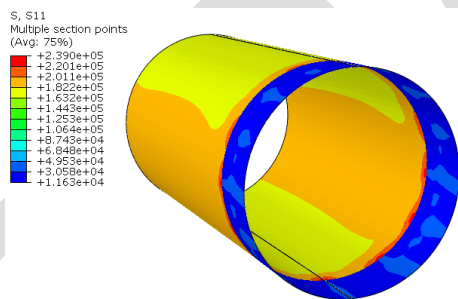 S, S11
Multiple section points
(Avg: 75%)
+2.390e+05
+2.201e+05
+2.011e+05
+1.822e+05
+1.632e+05
+1.443e+05
+1.253e+05
+1.064e+05
+8.743e+04
+6.848e+04
+4.953e+04
+3.058e+04
+1.163e+04